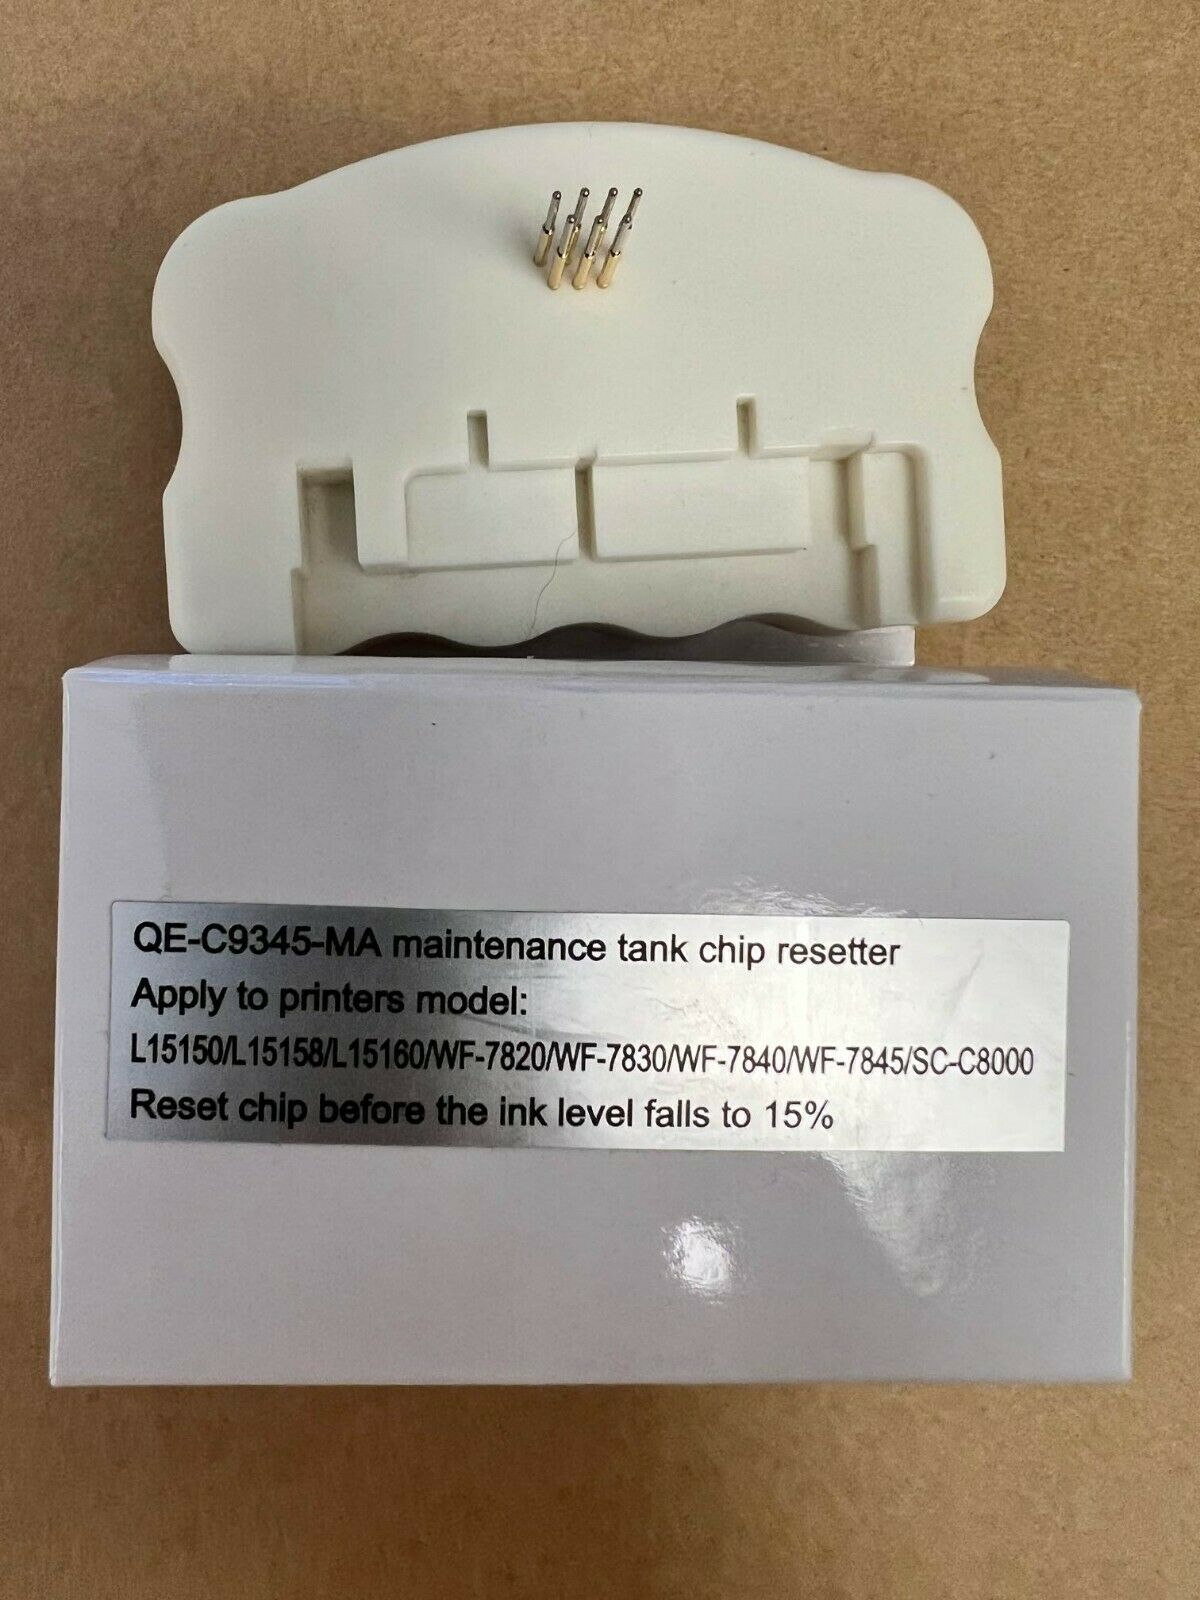 QE-C9345-MA maintenance tank chip resetter
Apply to printers model:
L15150/L15158/L15160/WF-7820/WF-7830/WF-7840/WF-7845/SC-C8000
Reset chip before the ink level falls to 15%